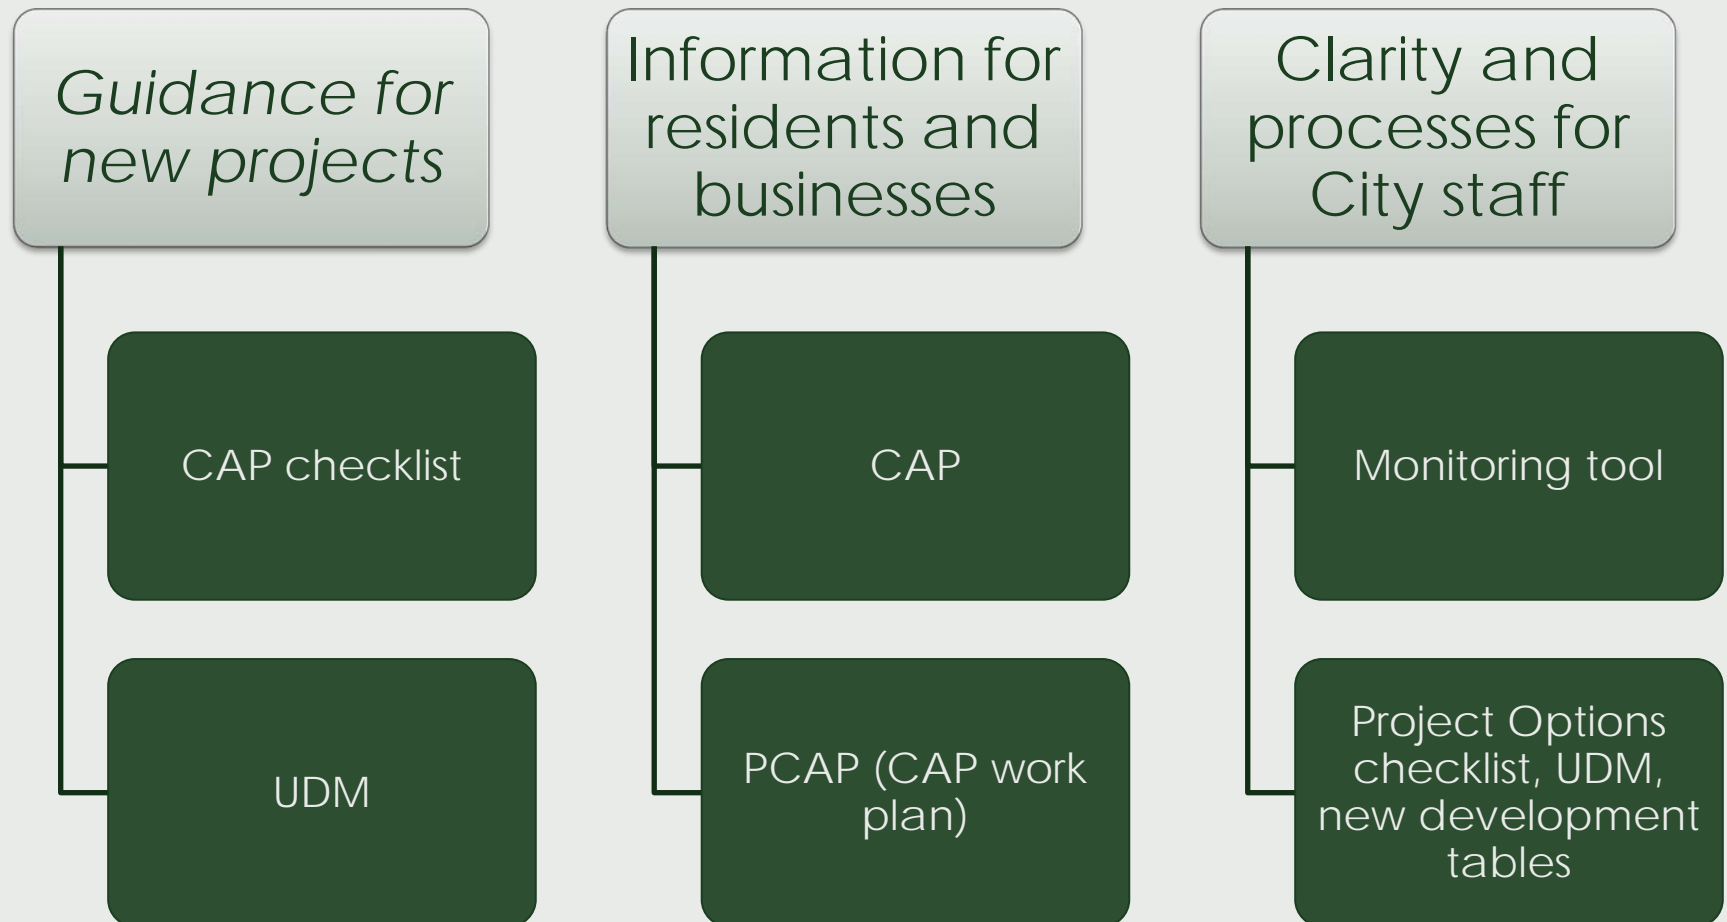 Guidance for
new projects
CAP checklist
UDM
Information for
residents and
businesses
CAP
PCAP (CAP work
plan)
Clarity and
processes for
City staff
Monitoring tool
Project Options
checklist, UDM,
new development
tables